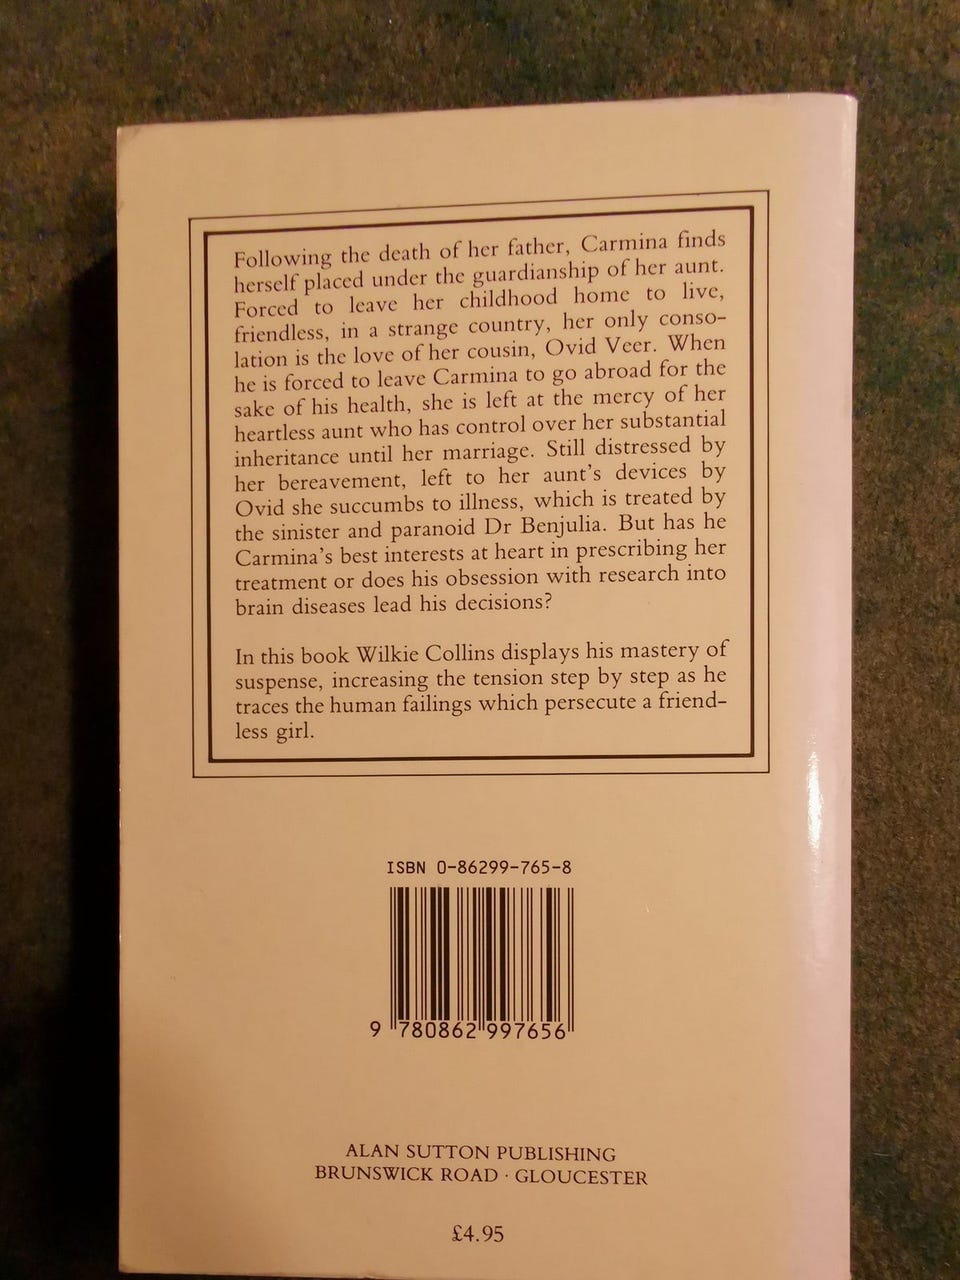 Following the death of her father, Carmina finds
herself placed under the guardianship of her aunt.
Forced to leave her childhood home to live,
friendless, in a strange country, her only conso-
lation is the love of her cousin, Ovid Veer. When
he is forced to leave Carmina to go abroad for the
sake of his health, she is left at the mercy of her
heartless aunt who has control over her substantial
inheritance until her marriage. Still distressed by
her bereavement, left to her aunt's devices by
Ovid she succumbs to illness, which is treated by
the sinister and paranoid Dr Benjulia. But has he
Carmina's best interests at heart in prescribing her
treatment or does his obsession with research into
brain diseases lead his decisions?
In this book Wilkie Collins displays his mastery of
suspense, increasing the tension step by step as he
traces the human failings which persecute a friend-
less girl.
ISBN 0-86299-765-8
9 780862 997656
ALAN SUTTON PUBLISHING
BRUNSWICK ROAD · GLOUCESTER
£4.95